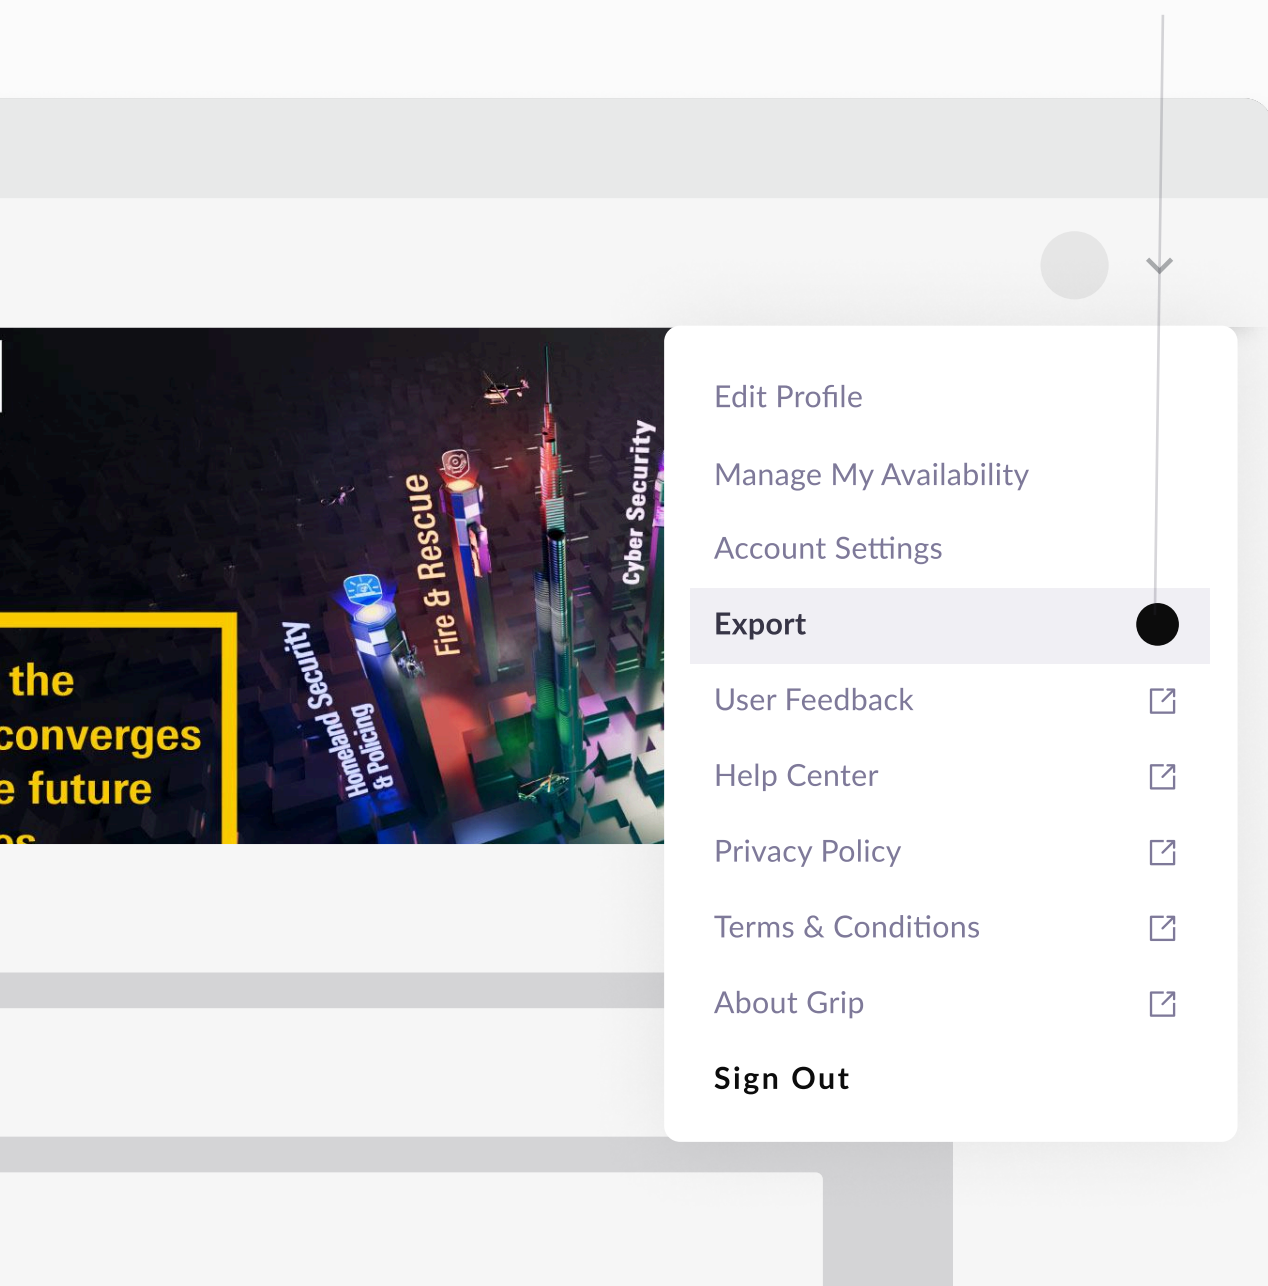 Edit Profile
Manage My Availability
Account Settings
Export
User Feedback
Help Center
Privacy Policy
Terms & Conditions
About Grip
Sign Out
Homeland Security
& Policing
Fire & Rescue
Cyber Security
the
converges
e future